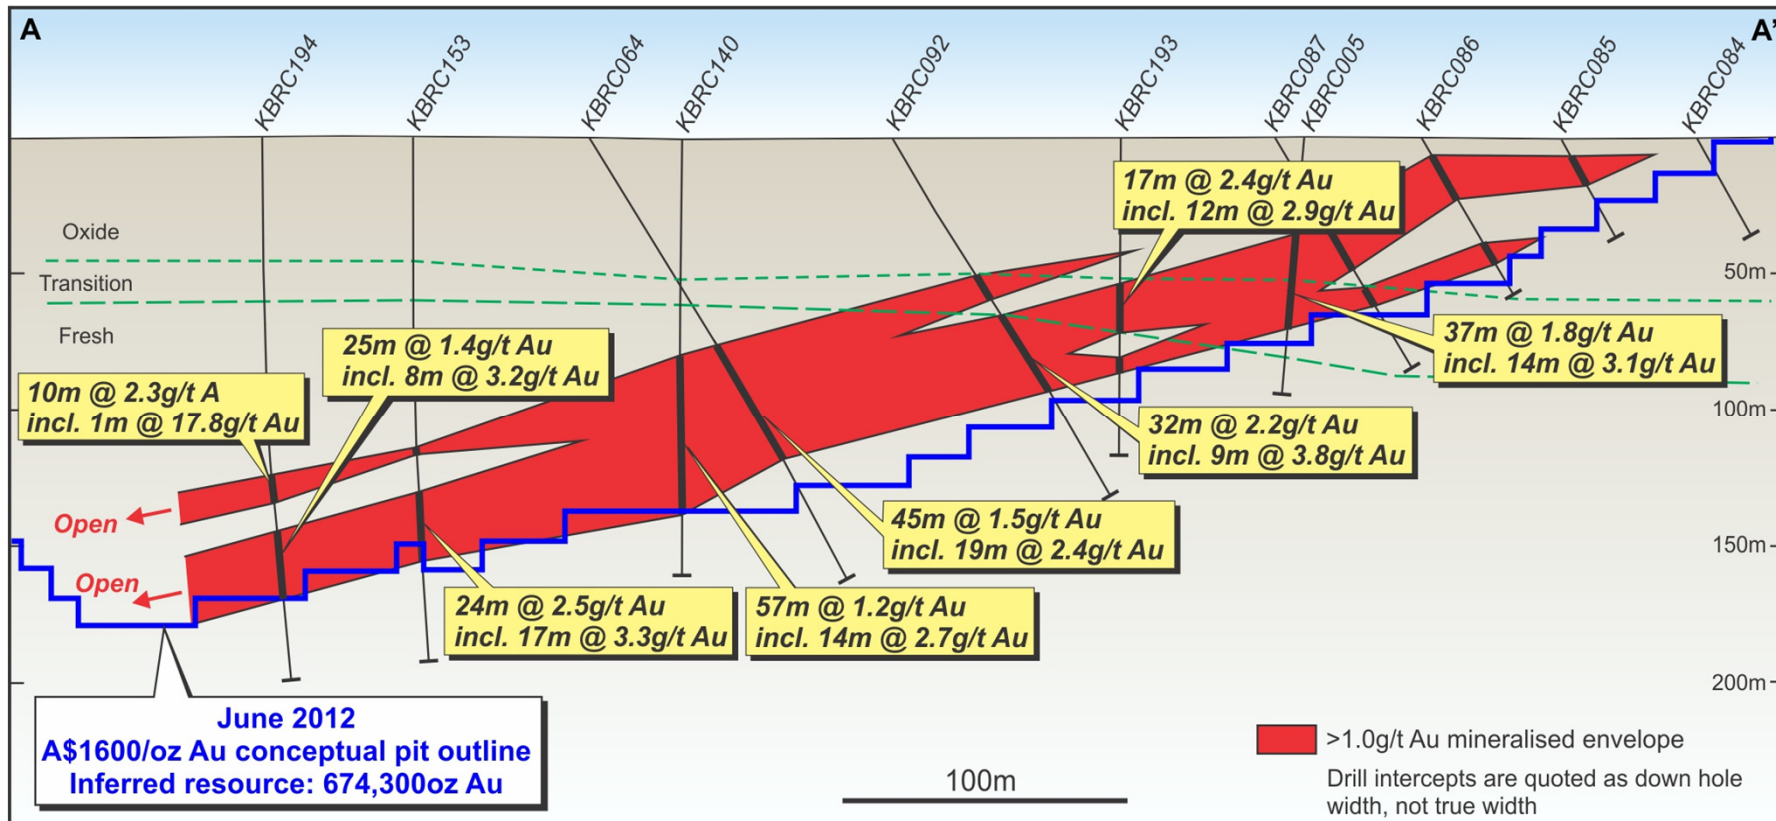 A
A'
KBRC194
KBRC153
KBRC064
KBRC140
KBRC092
KBRC193
KBRC087
KBRC005
KBRC086
KBRC085
KBRC084
17m @ 2.4g/t Au
incl. 12m @ 2.9g/t Au
Oxide
Transition
Fresh
50m
25m @ 1.4g/t Au
incl. 8m @ 3.2g/t Au
37m @ 1.8g/t Au
incl. 14m @ 3.1g/t Au
10m @ 2.3g/t A
incl. 1m @ 17.8g/t Au
100m
32m @ 2.2g/t Au
incl. 9m @ 3.8g/t Au
Open
45m @ 1.5g/t Au
incl. 19m @ 2.4g/t Au
150m
Open
24m @ 2.5g/t Au
incl. 17m @ 3.3g/t Au
57m @ 1.2g/t Au
incl. 14m @ 2.7g/t Au
200m
June 2012
A$1600/oz Au conceptual pit outline
Inferred resource: 674,300oz Au
100m
>1.0g/t Au mineralised envelope
Drill intercepts are quoted as down hole
width, not true width